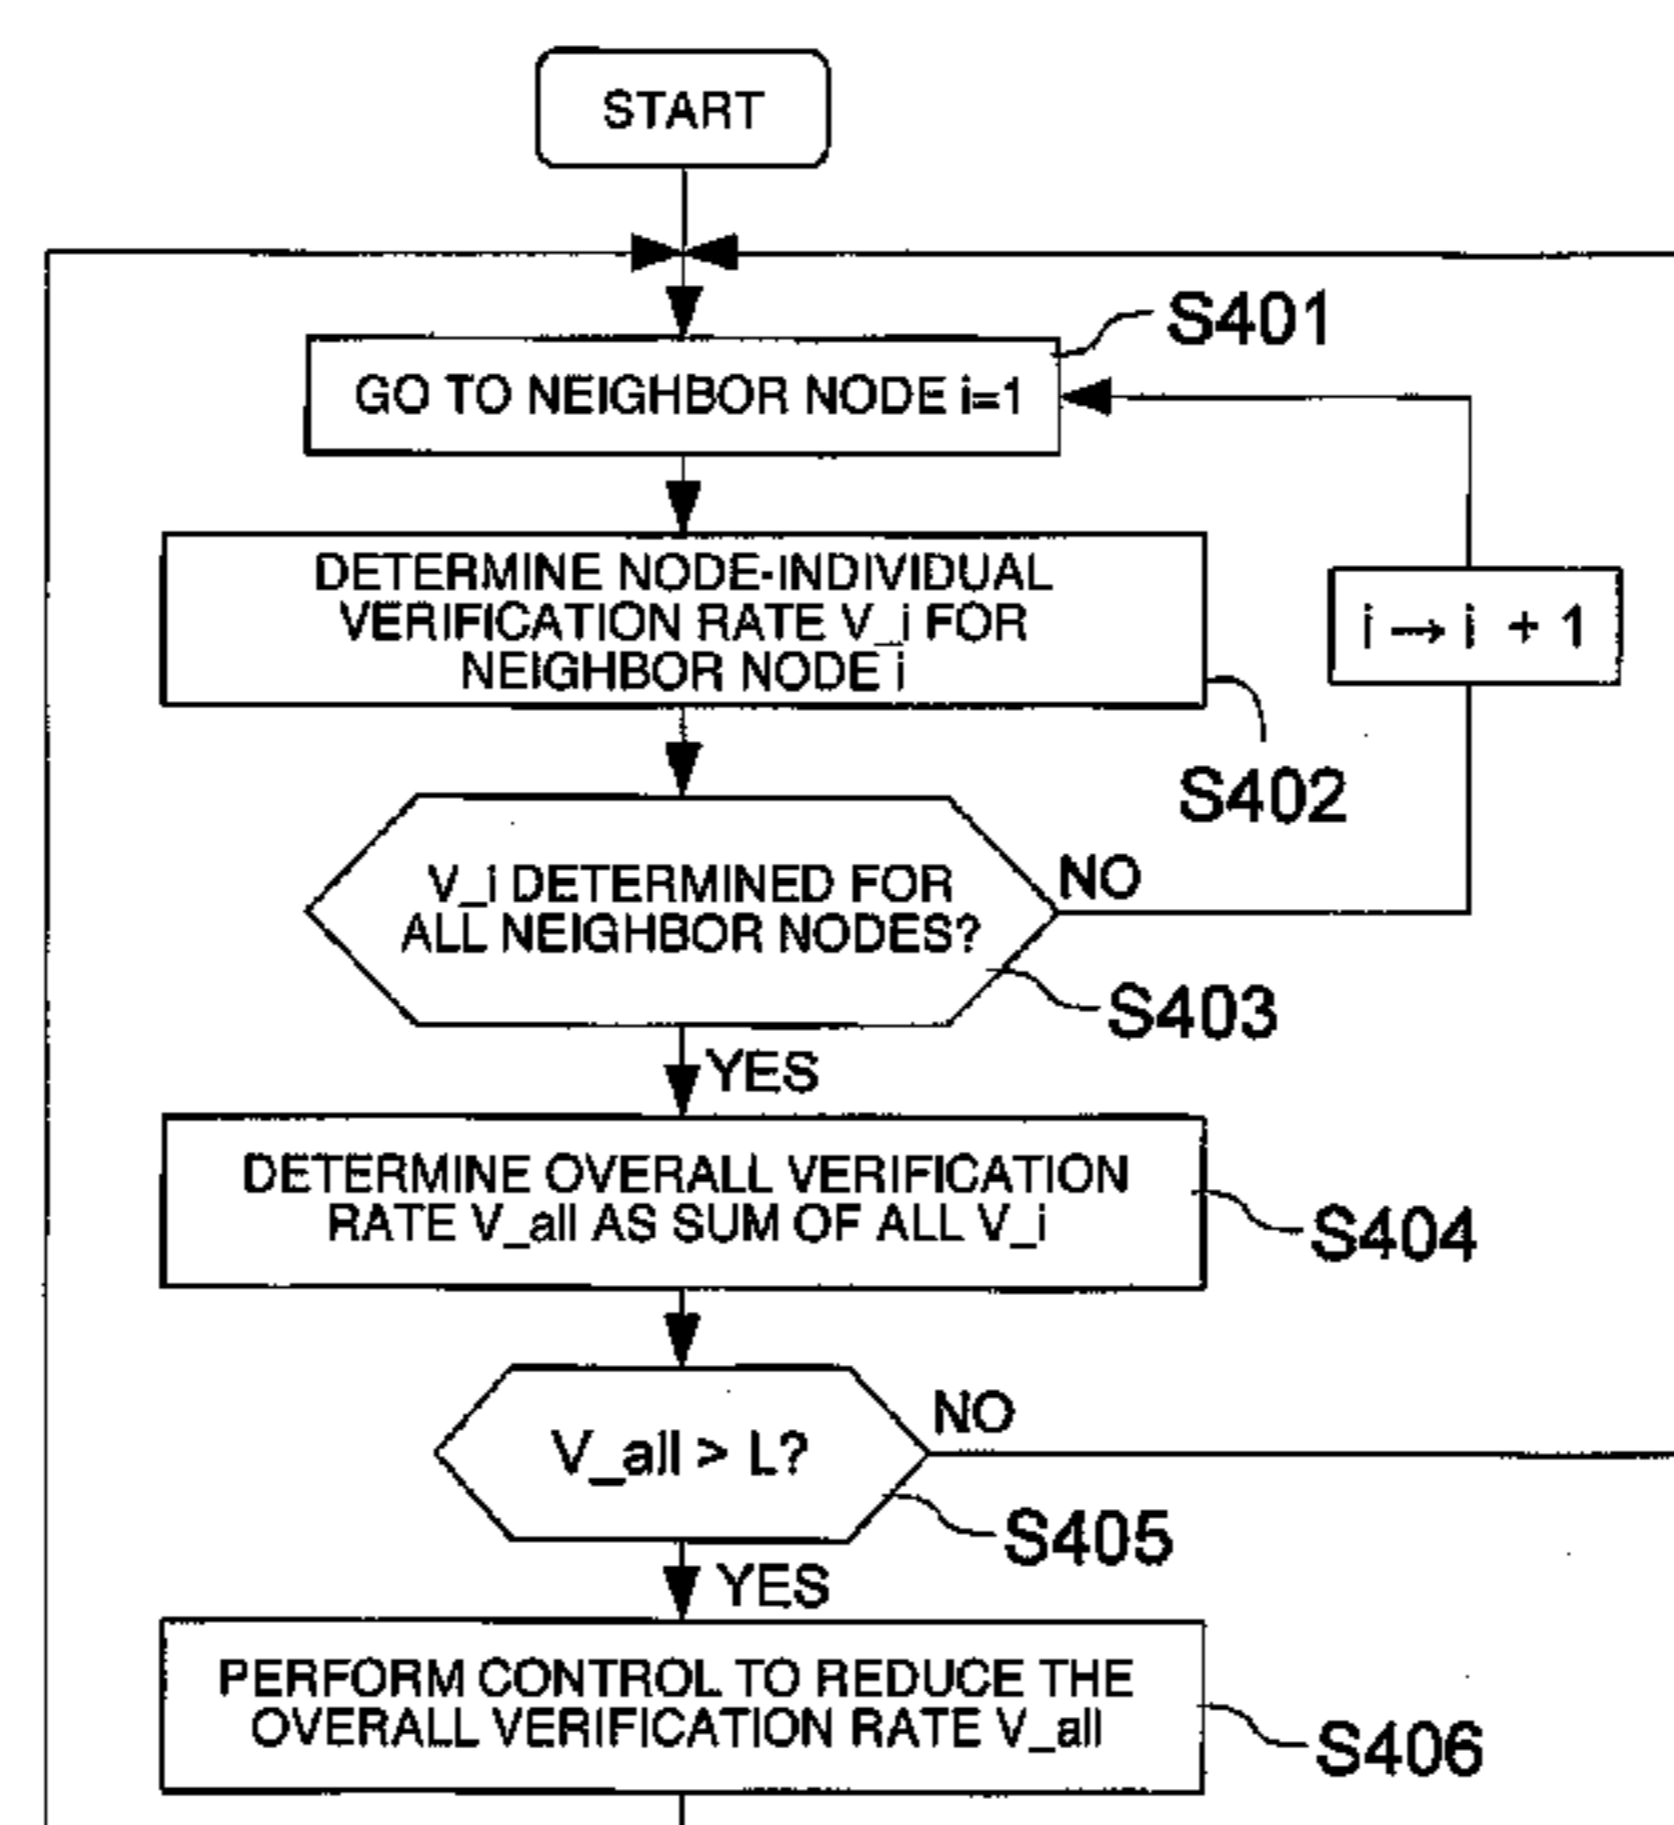 START
S401
GO TO NEIGHBOR NODE i=1
DETERMINE NODE-INDIVIDUAL
VERIFICATION RATE V_i FOR
NEIGHBOR NODE i
i → i + 1
S402
V_i DETERMINED FOR
ALL NEIGHBOR NODES?
NO
S403
YES
DETERMINE OVERALL VERIFICATION
RATE V_all AS SUM OF ALL V_i
S404
V_all > L?
NO
S405
YES
PERFORM CONTROL TO REDUCE THE
OVERALL VERIFICATION RATE V_all
S406